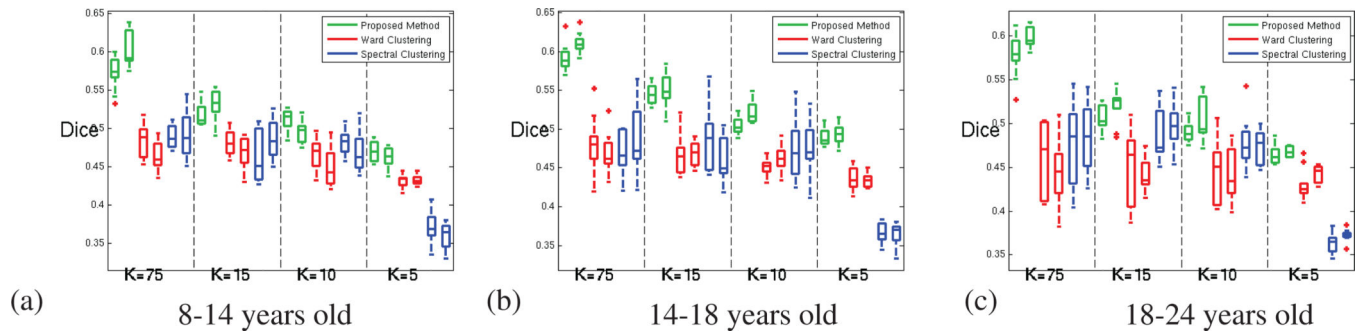 0.65
0.6
0.55
0.5
0.45
0.4
0.35
Dice
Proposed Method
Ward Clustering
Spectral Clustering
K=75 K=15 K=10 K=5
(a) 8-14 years old
0.65
0.6
0.55
0.5
0.45
0.4
0.35
Dice
Proposed Method
Ward Clustering
Spectral Clustering
K=75 K=15 K=10 K=5
(b) 14-18 years old
0.65
0.6
0.55
0.5
0.45
0.4
0.35
Dice
Proposed Method
Ward Clustering
Spectral Clustering
K=75 K=15 K=10 K=5
(c) 18-24 years old